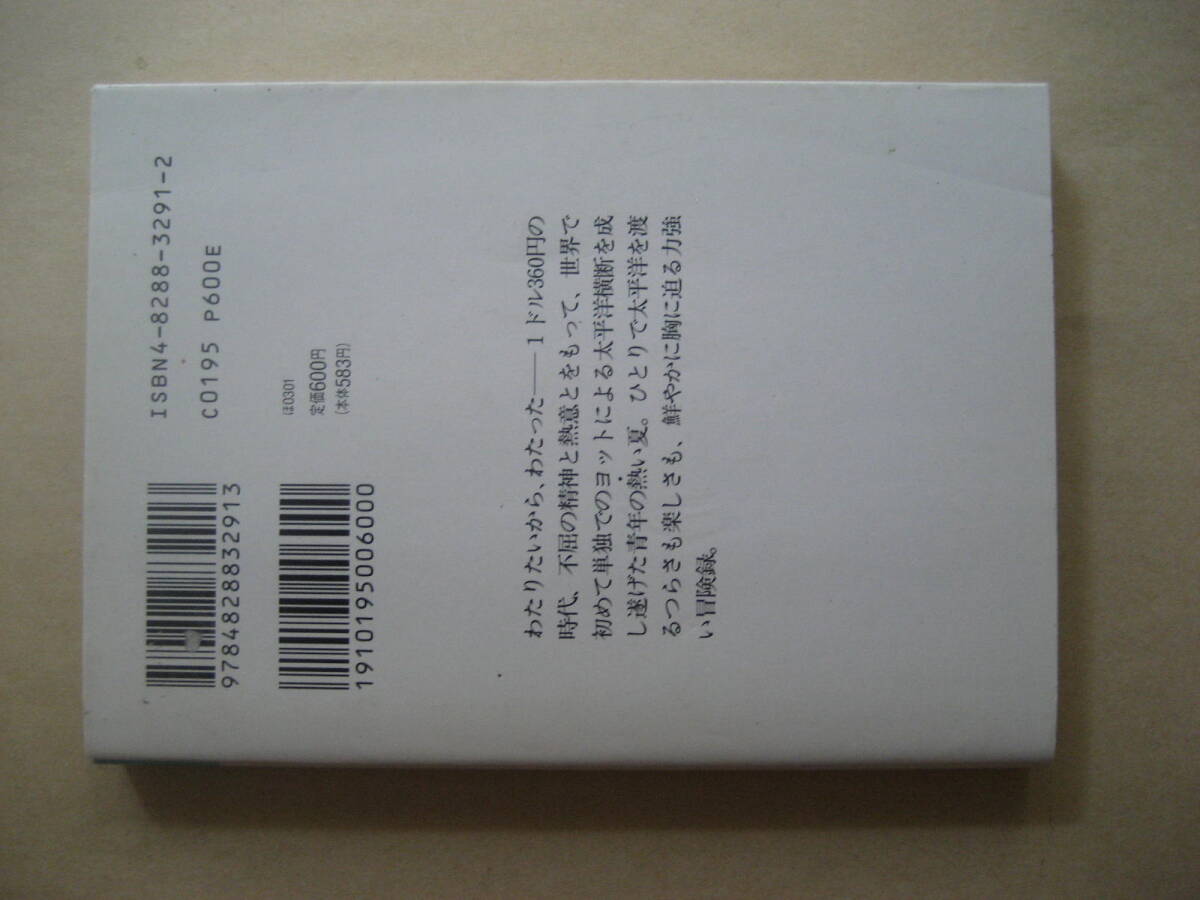 ISBN4-8288-3291-2
C0195 P600E
ほ0301
定価600円
(本体583円)
9784828832913
1910195006000
わたりたいから、わたった――1ドル360円の
時代、不屈の精神と熱意とをもって、世界で
初めて単独でのヨットによる太平洋横断を成
し遂げた青年の熱い夏。ひとりで太平洋を渡
るつらさも楽しさも、鮮やかに胸に迫る力強
い冒険録。